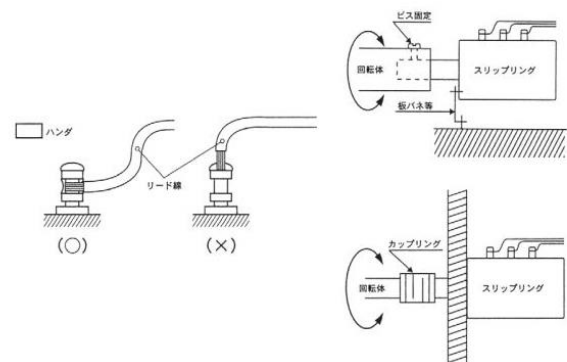 ハンダ
リード線
(○)
(×)
ビス固定
回転体
スリップリング
板バネ等
カップリング
回転体
スリップリング